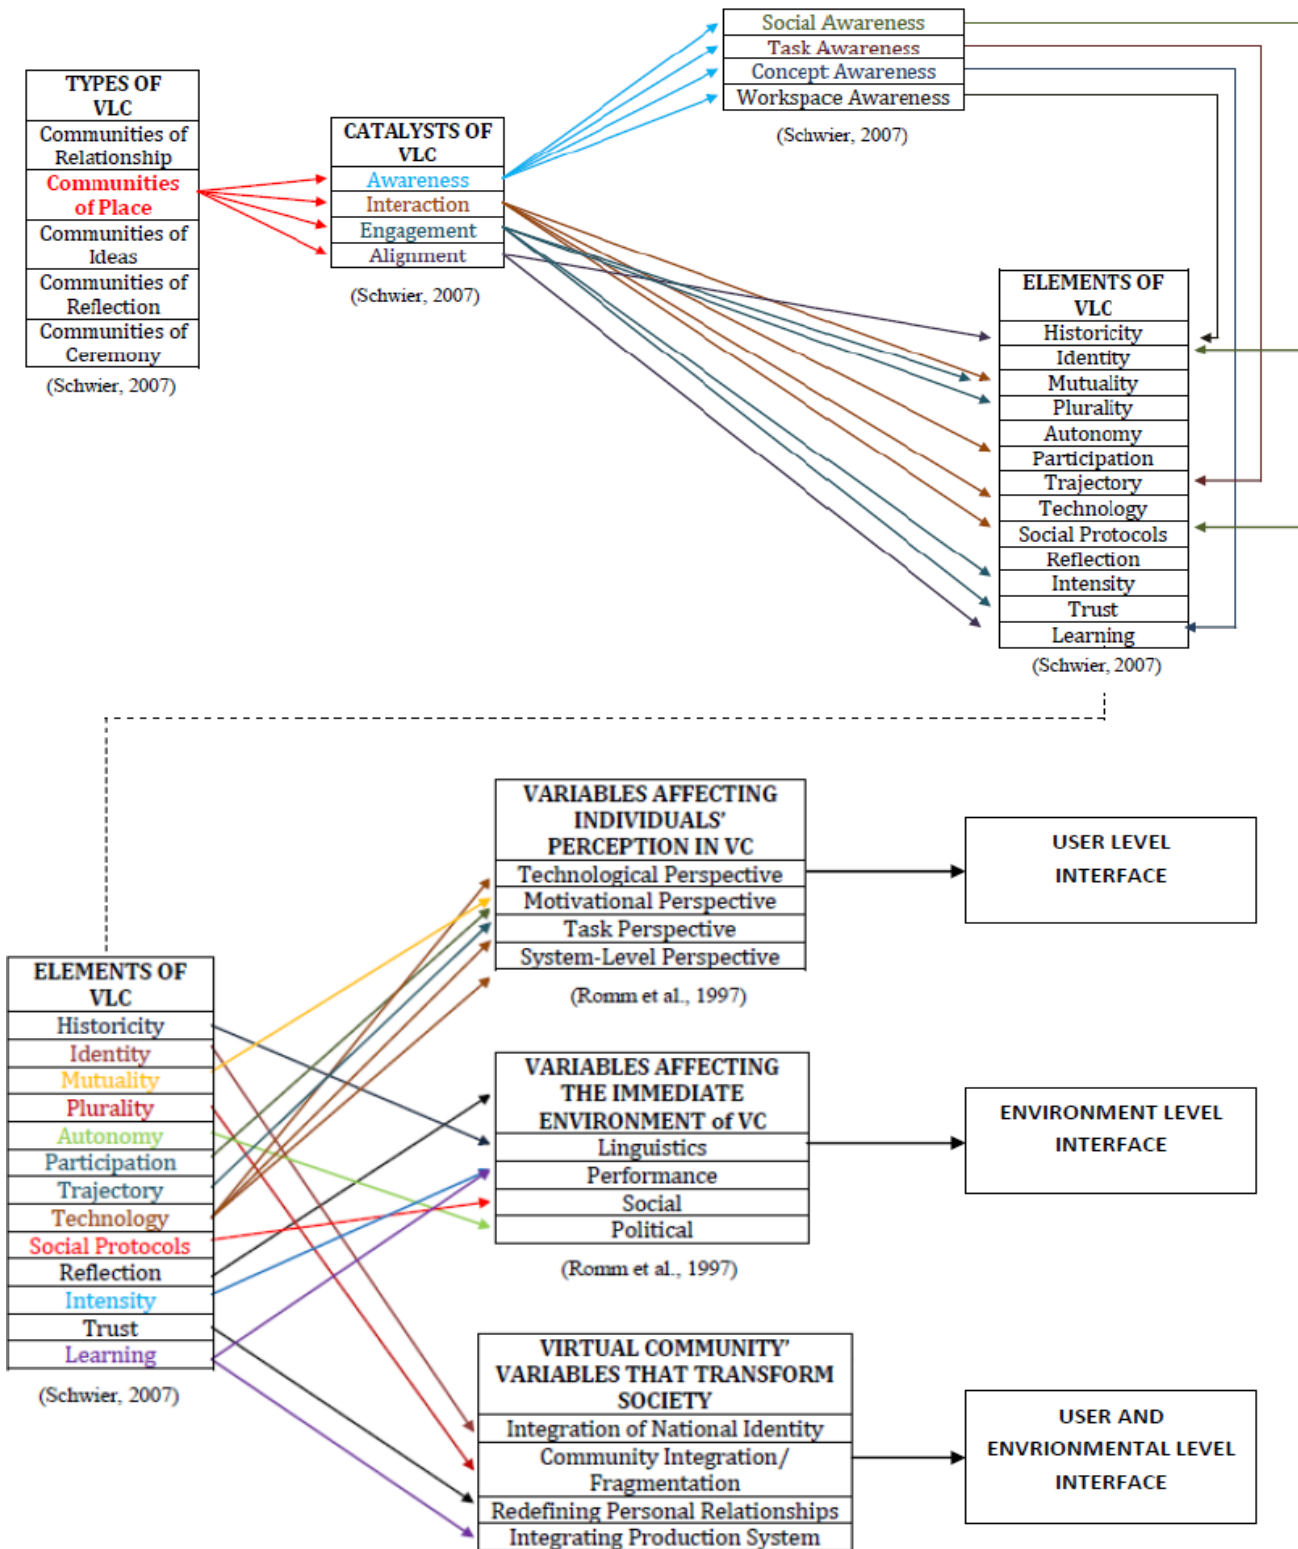 Social Awareness
Task Awareness
Concept Awareness
Workspace Awareness
(Schwier, 2007)
TYPES OF
VLC
Communities of
Relationship
Communities
of Place
Communities of
Ideas
Communities of
Reflection
Communities of
Ceremony
(Schwier, 2007)
CATALYSTS OF
VLC
Awareness
Interaction
Engagement
Alignment
(Schwier, 2007)
ELEMENTS OF
VLC
Historicity
Identity
Mutuality
Plurality
Autonomy
Participation
Trajectory
Technology
Social Protocols
Reflection
Intensity
Trust
Learning
(Schwier, 2007)
ELEMENTS OF
VLC
Historicity
Identity
Mutuality
Plurality
Autonomy
Participation
Trajectory
Technology
Social Protocols
Reflection
Intensity
Trust
Learning
(Schwier, 2007)
VARIABLES AFFECTING
INDIVIDUALS'
PERCEPTION IN VC
Technological Perspective
Motivational Perspective
Task Perspective
System-Level Perspective
(Romm et al., 1997)
USER LEVEL
INTERFACE
VARIABLES AFFECTING
THE IMMEDIATE
ENVIRONMENT of VC
Linguistics
Performance
Social
Political
(Romm et al., 1997)
ENVIRONMENT LEVEL
INTERFACE
VIRTUAL COMMUNITY'
VARIABLES THAT TRANSFORM
SOCIETY
Integration of National Identity
Community Integration/
Fragmentation
Redefining Personal Relationships
Integrating Production System
USER AND
ENVRIONMENTAL LEVEL
INTERFACE